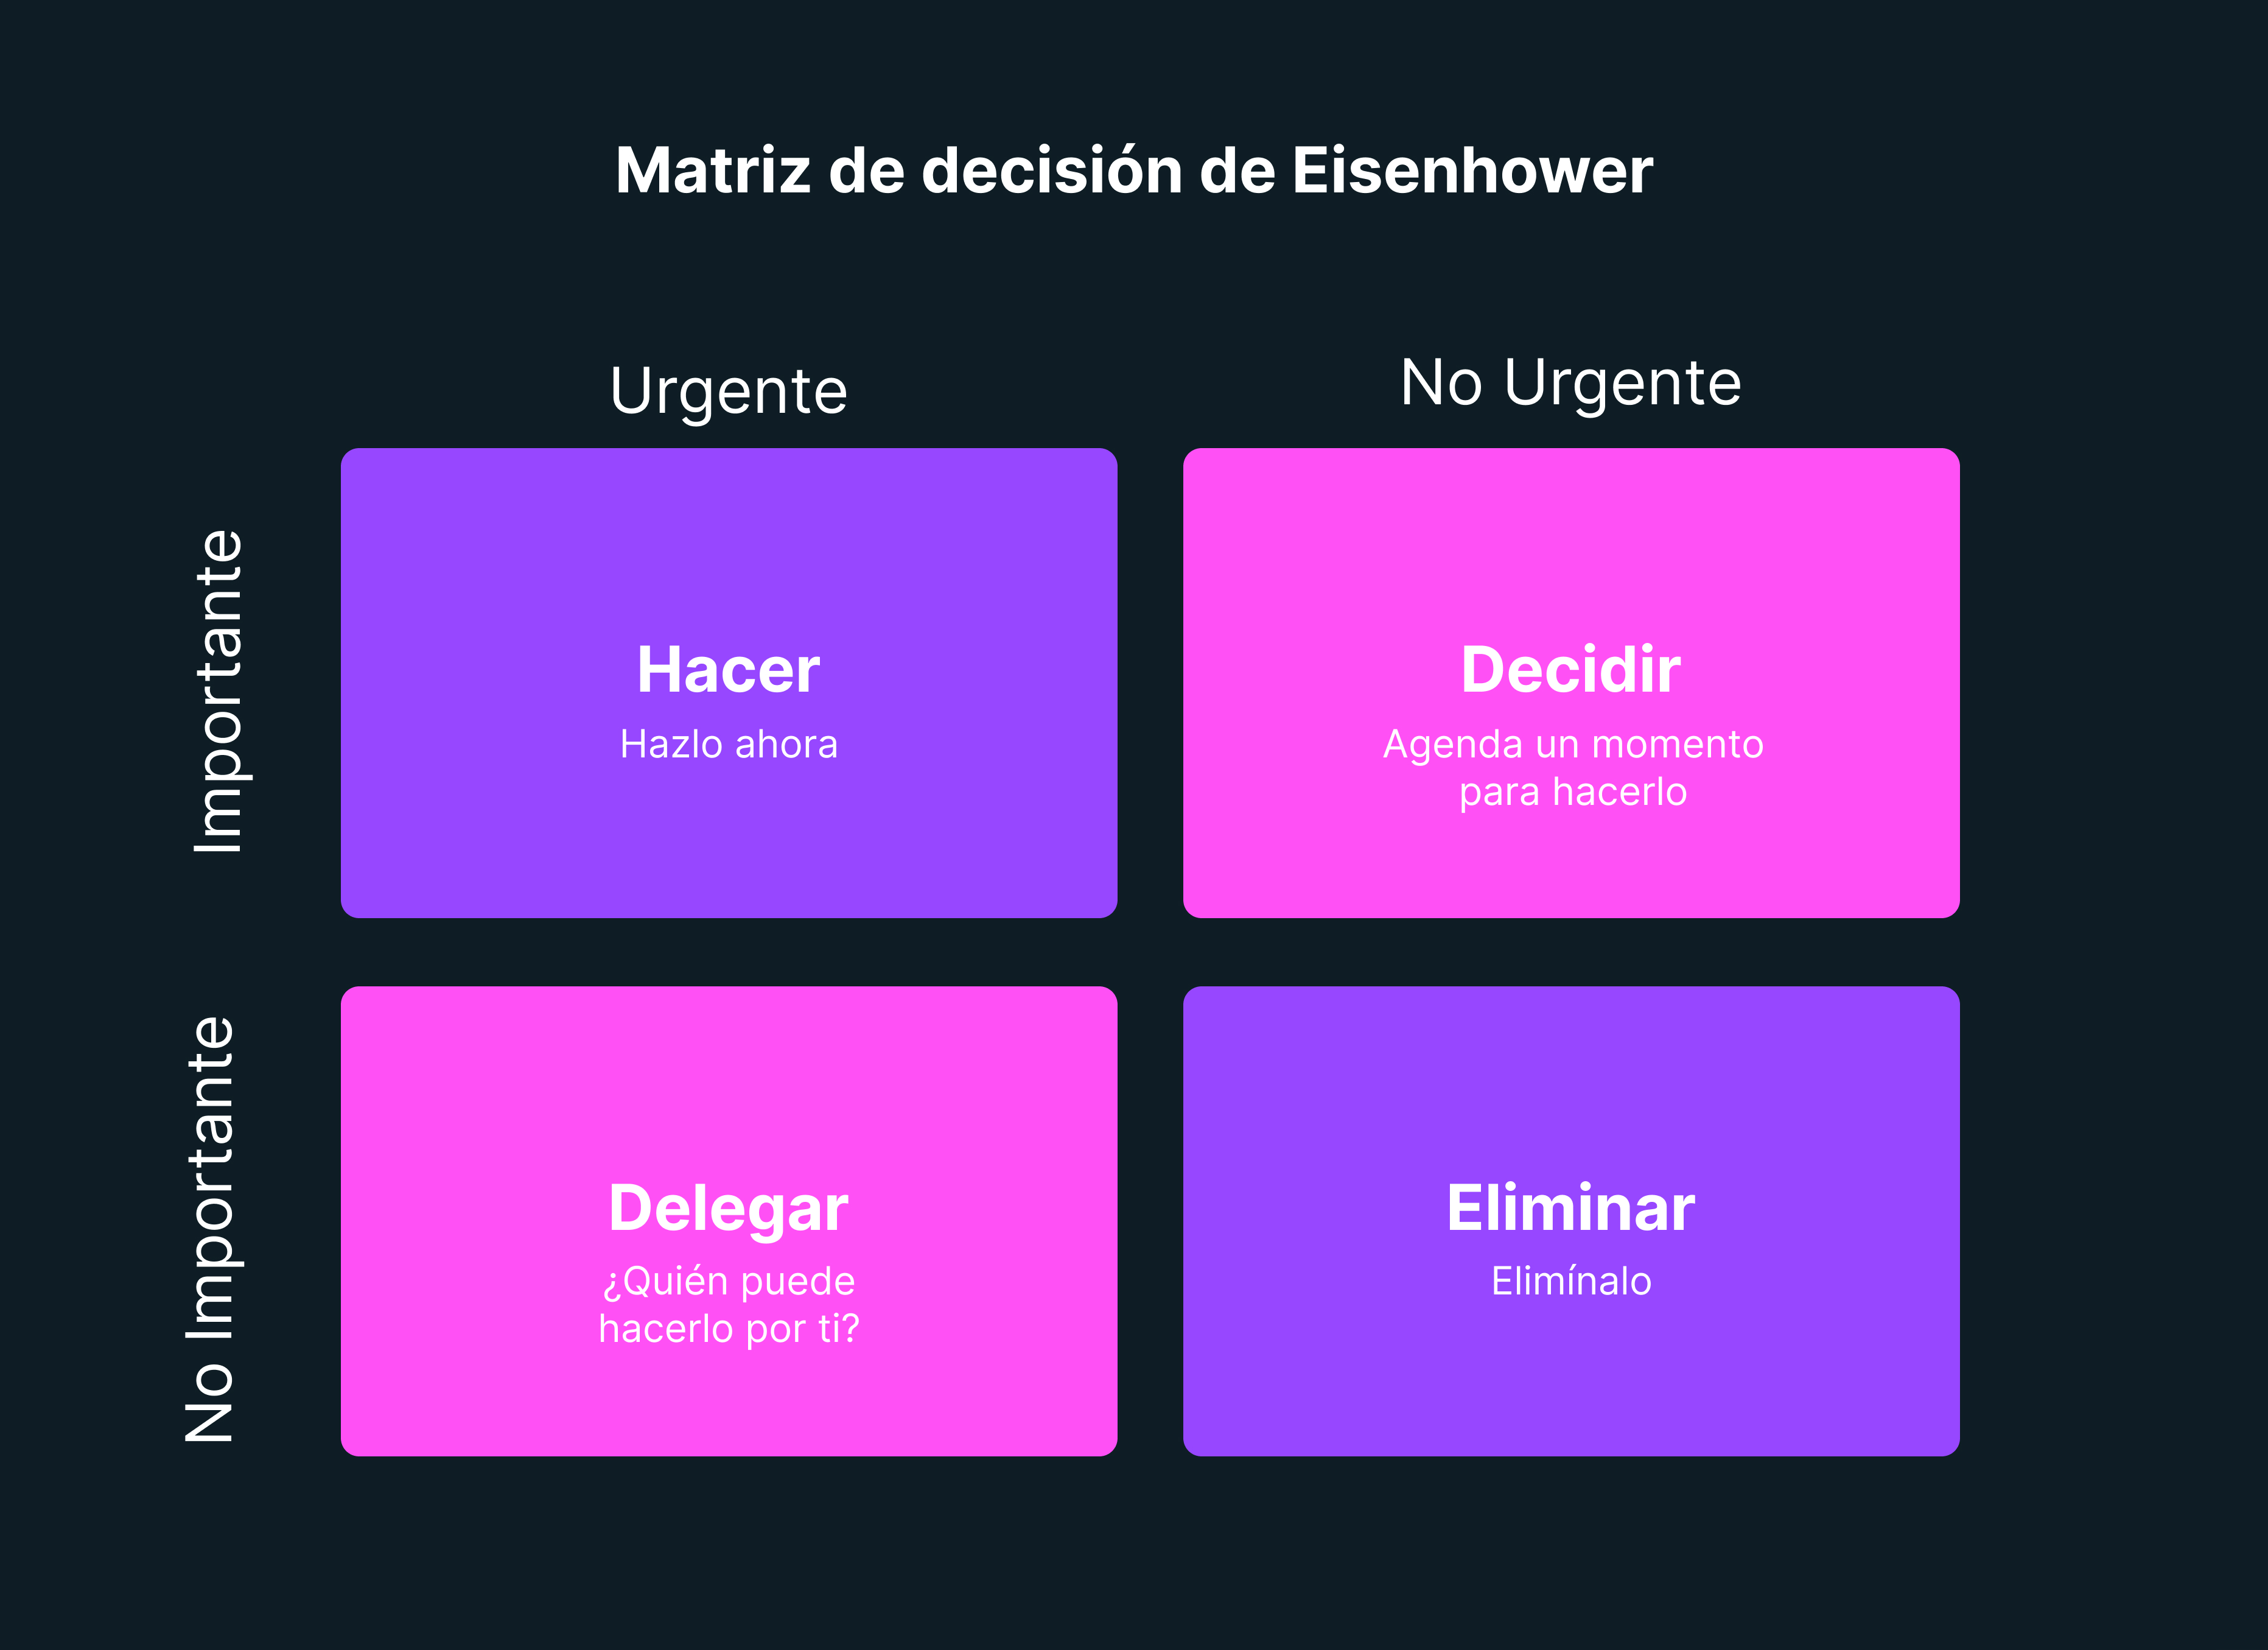 Matriz de decisión de Eisenhower
Urgente
No Urgente
Importante
Hacer
Hazlo ahora
Decidir
Agenda un momento
para hacerlo
No Importante
Delegar
¿Quién puede
hacerlo por ti?
Eliminar
Elimínalo